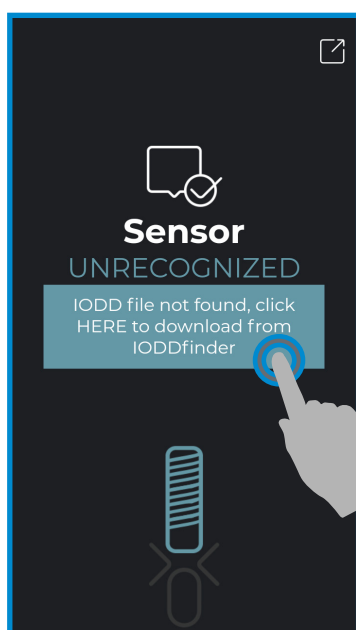 Sensor
UNRECOGNIZED
IODD file not found, click
HERE to download from
IODDfinder